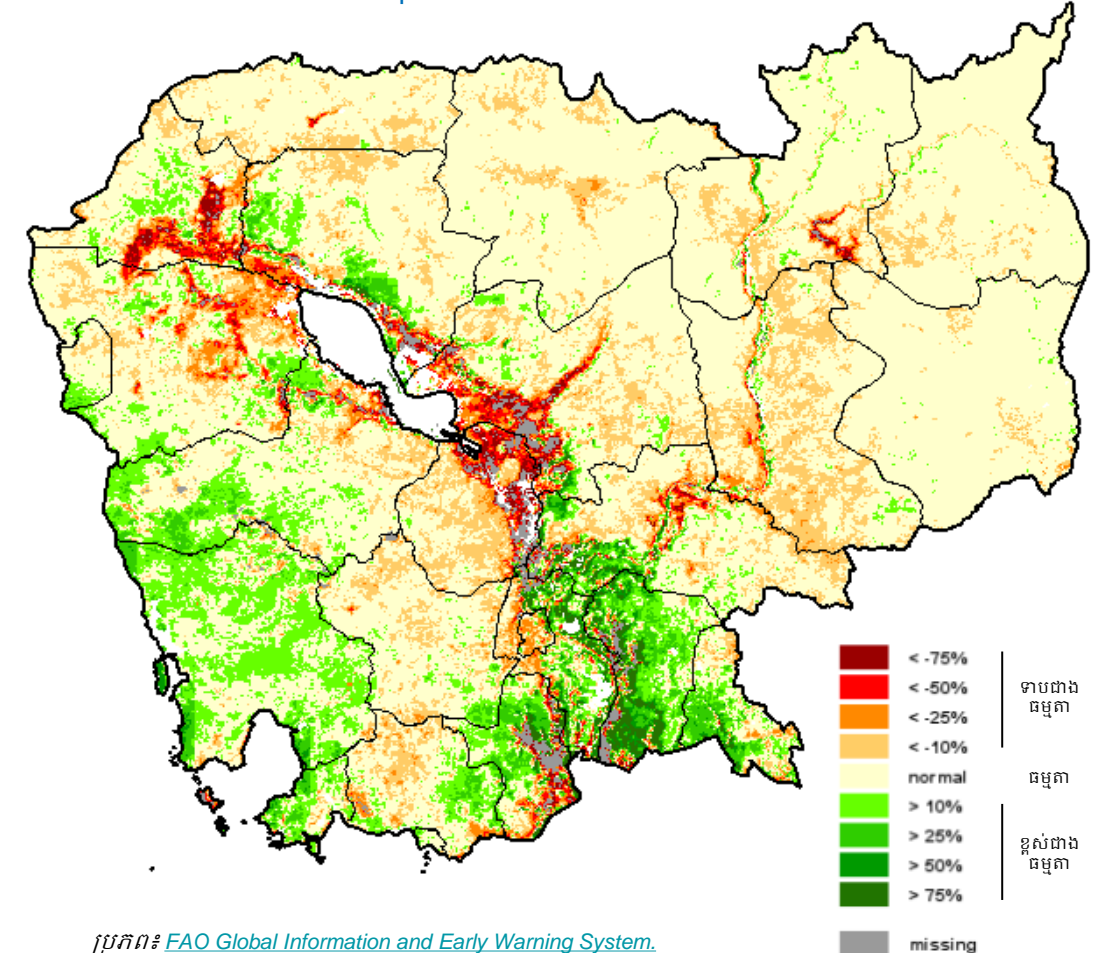 < -75%
< -50%
< -25%
< -10%
ទាបជាង
ធម្មតា
normal
ធម្មតា
> 10%
> 25%
> 50%
> 75%
ខ្ពស់ជាង
ធម្មតា
missing
ប្រភព៖ FAO Global Information and Early Warning System.